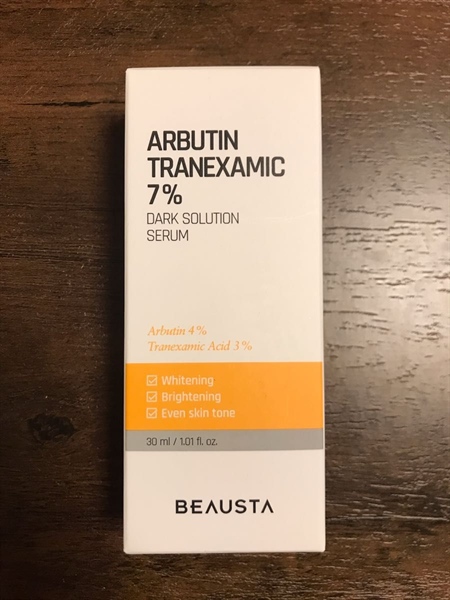 ARBUTIN
TRANEXAMIC
7%
DARK SOLUTION
SERUM
Arbutin 4%
Tranexamic Acid 3%
Whitening
Brightening
Even skin tone
30 ml / 1.01 fl. oz.
BEAUSTA